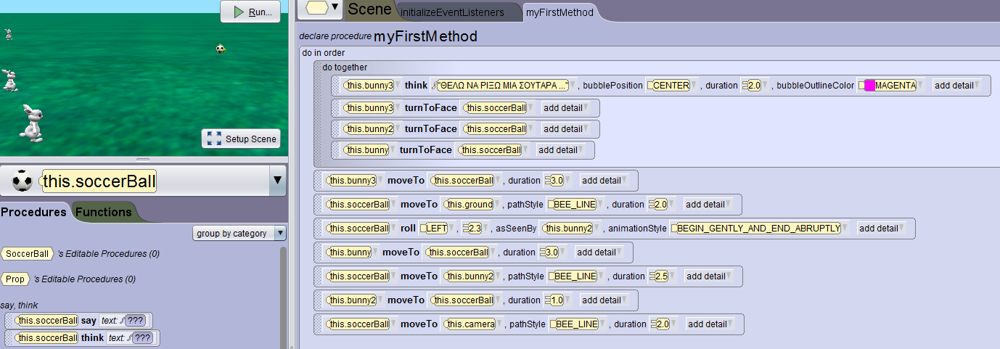 Run...
Setup Scene
this.soccerBall
Procedures Functions
group by category
SoccerBall 's Editable Procedures (0)
Prop 's Editable Procedures (0)
say, think
this.soccerBall say text: ???
this.soccerBall think text: ???
Scene initializeEventListeners myFirstMethod
declare procedure myFirstMethod
do in order
do together
this.bunny3 think "ΘΕΛΩ ΝΑ ΡΙΞΩ ΜΙΑ ΣΟΥΤΑΡΑ ..." , bubblePosition CENTER , duration 2.0 , bubbleOutlineColor MAGENTA add detail
this.bunny3 turnToFace this.soccerBall add detail
this.bunny2 turnToFace this.soccerBall add detail
this.bunny turnToFace this.soccerBall add detail
this.bunny3 moveTo this.soccerBall , duration 3.0 add detail
this.soccerBall moveTo this.ground , pathStyle BEE_LINE , duration 2.0 add detail
this.soccerBall roll LEFT , 2.3 , asSeenBy this.bunny2 , animationStyle BEGIN_GENTLY_AND_END_ABRUPTLY add detail
this.bunny moveTo this.soccerBall , duration 3.0 add detail
this.soccerBall moveTo this.bunny2 , pathStyle BEE_LINE , duration 2.5 add detail
this.bunny2 moveTo this.soccerBall , duration 1.0 add detail
this.soccerBall moveTo this.camera , pathStyle BEE_LINE , duration 2.0 add detail